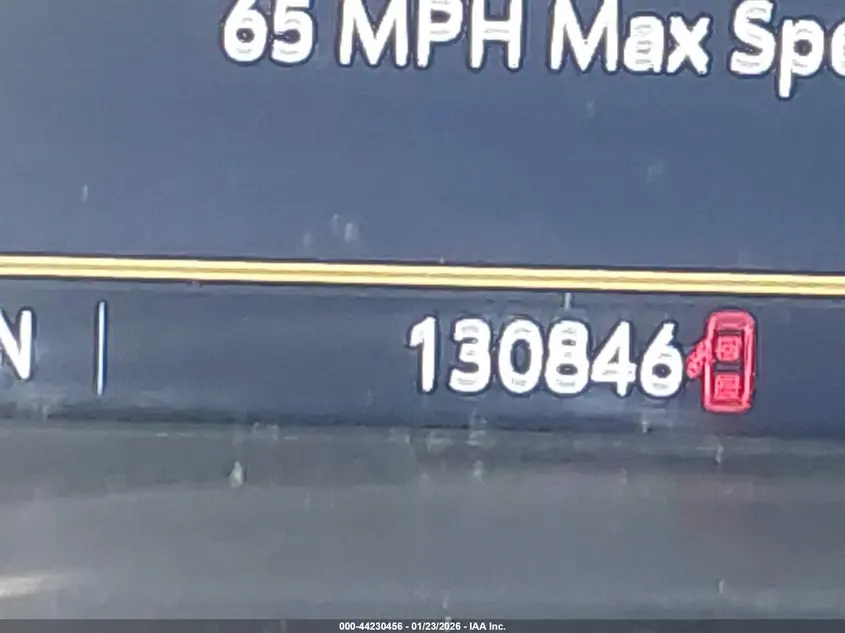 65 MPH Max Spe
N | 130846
000-44230456 - 01/23/2026 - IAA Inc.